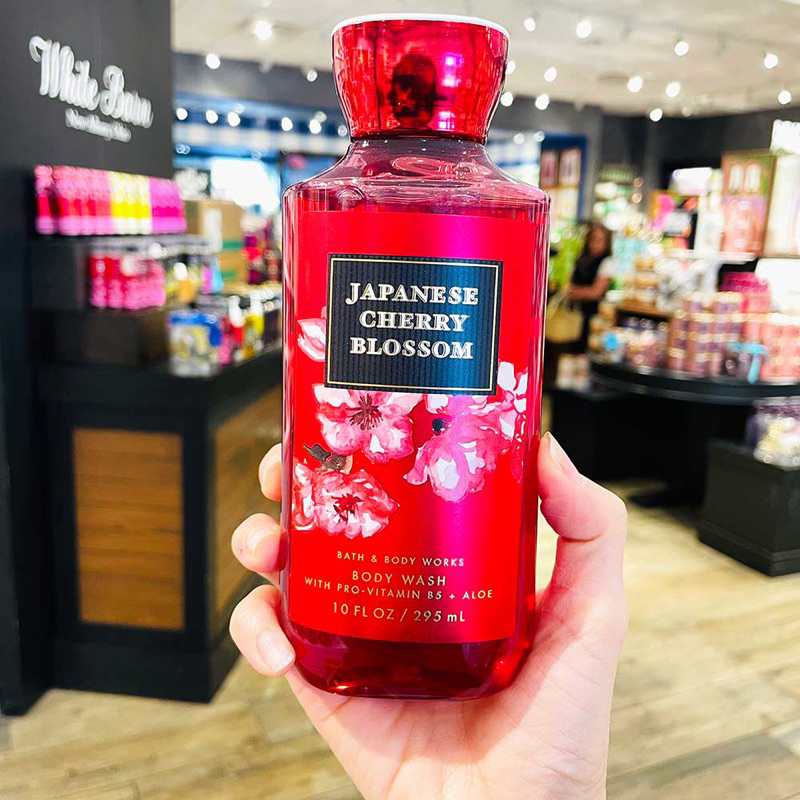 White Barn
JAPANESE
CHERRY
BLOSSOM
BATH & BODY WORKS
BODY WASH
WITH PRO-VITAMIN B5 + ALOE
10 FL OZ / 295 mL